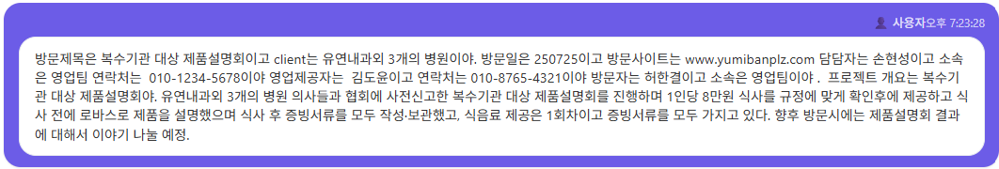 사용자오후 7:23:28
방문제목은 복수기관 대상 제품설명회이고 client는 유연내과외 3개의 병원이야. 방문일은 250725이고 방문사이트는 www.yumibanplz.com 담담자는 손현성이고 소속
은 영업팀 연락처는 010-1234-5678이야 영업제공자는 김도윤이고 연락처는 010-8765-4321이야 방문자는 허한결이고 소속은 영업팀이야 . 프로젝트 개요는 복수기
관 대상 제품설명회야. 유연내과외 3개의 병원 의사들과 협회에 사전신고한 복수기관 대상 제품설명회를 진행하며 1인당 8만원 식사를 규정에 맞게 확인후에 제공하고 식
사 전에 로바스로 제품을 설명했으며 식사 후 증빙서류를 모두 작성·보관했고, 식음료 제공은 1회차이고 증빙서류를 모두 가지고 있다. 향후 방문시에는 제품설명회 결과
에 대해서 이야기 나눌 예정.